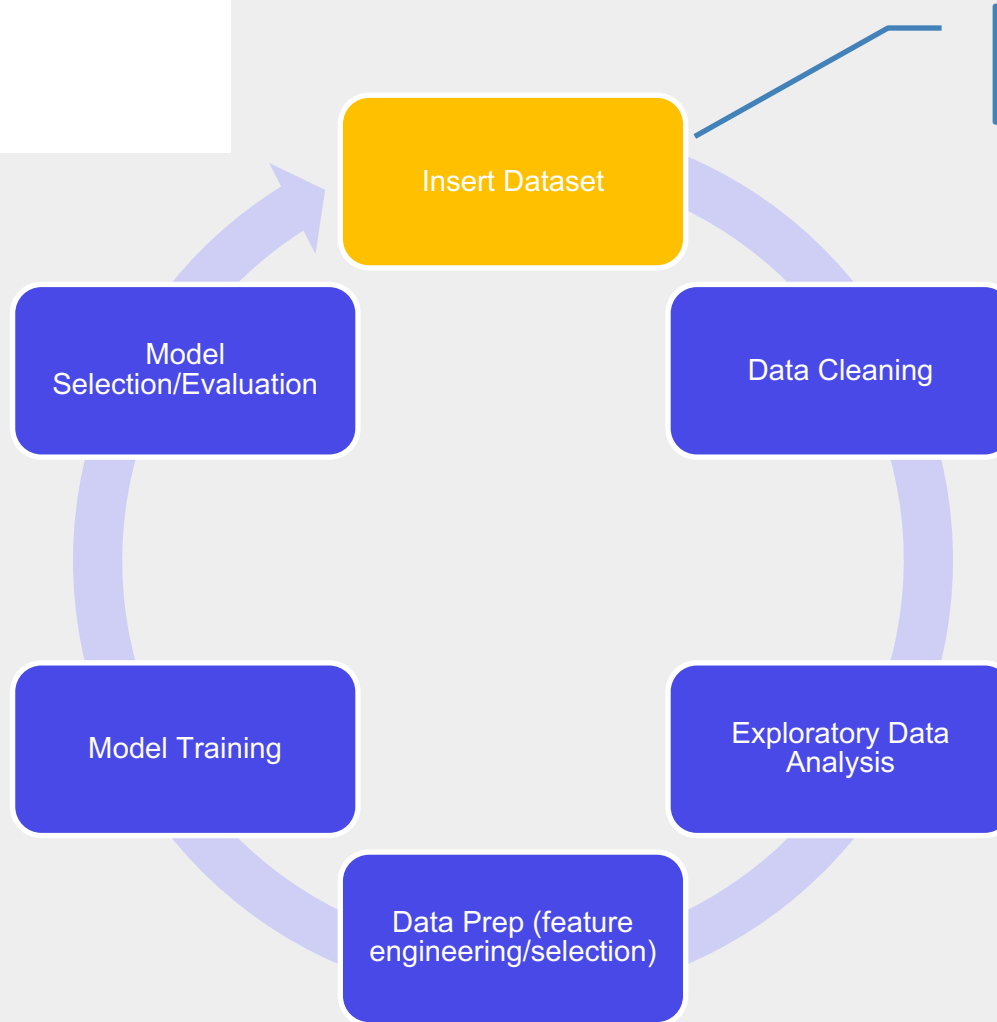 Insert Dataset
Data Cleaning
Exploratory Data
Analysis
Data Prep (feature
engineering/selection)
Model Training
Model
Selection/Evaluation